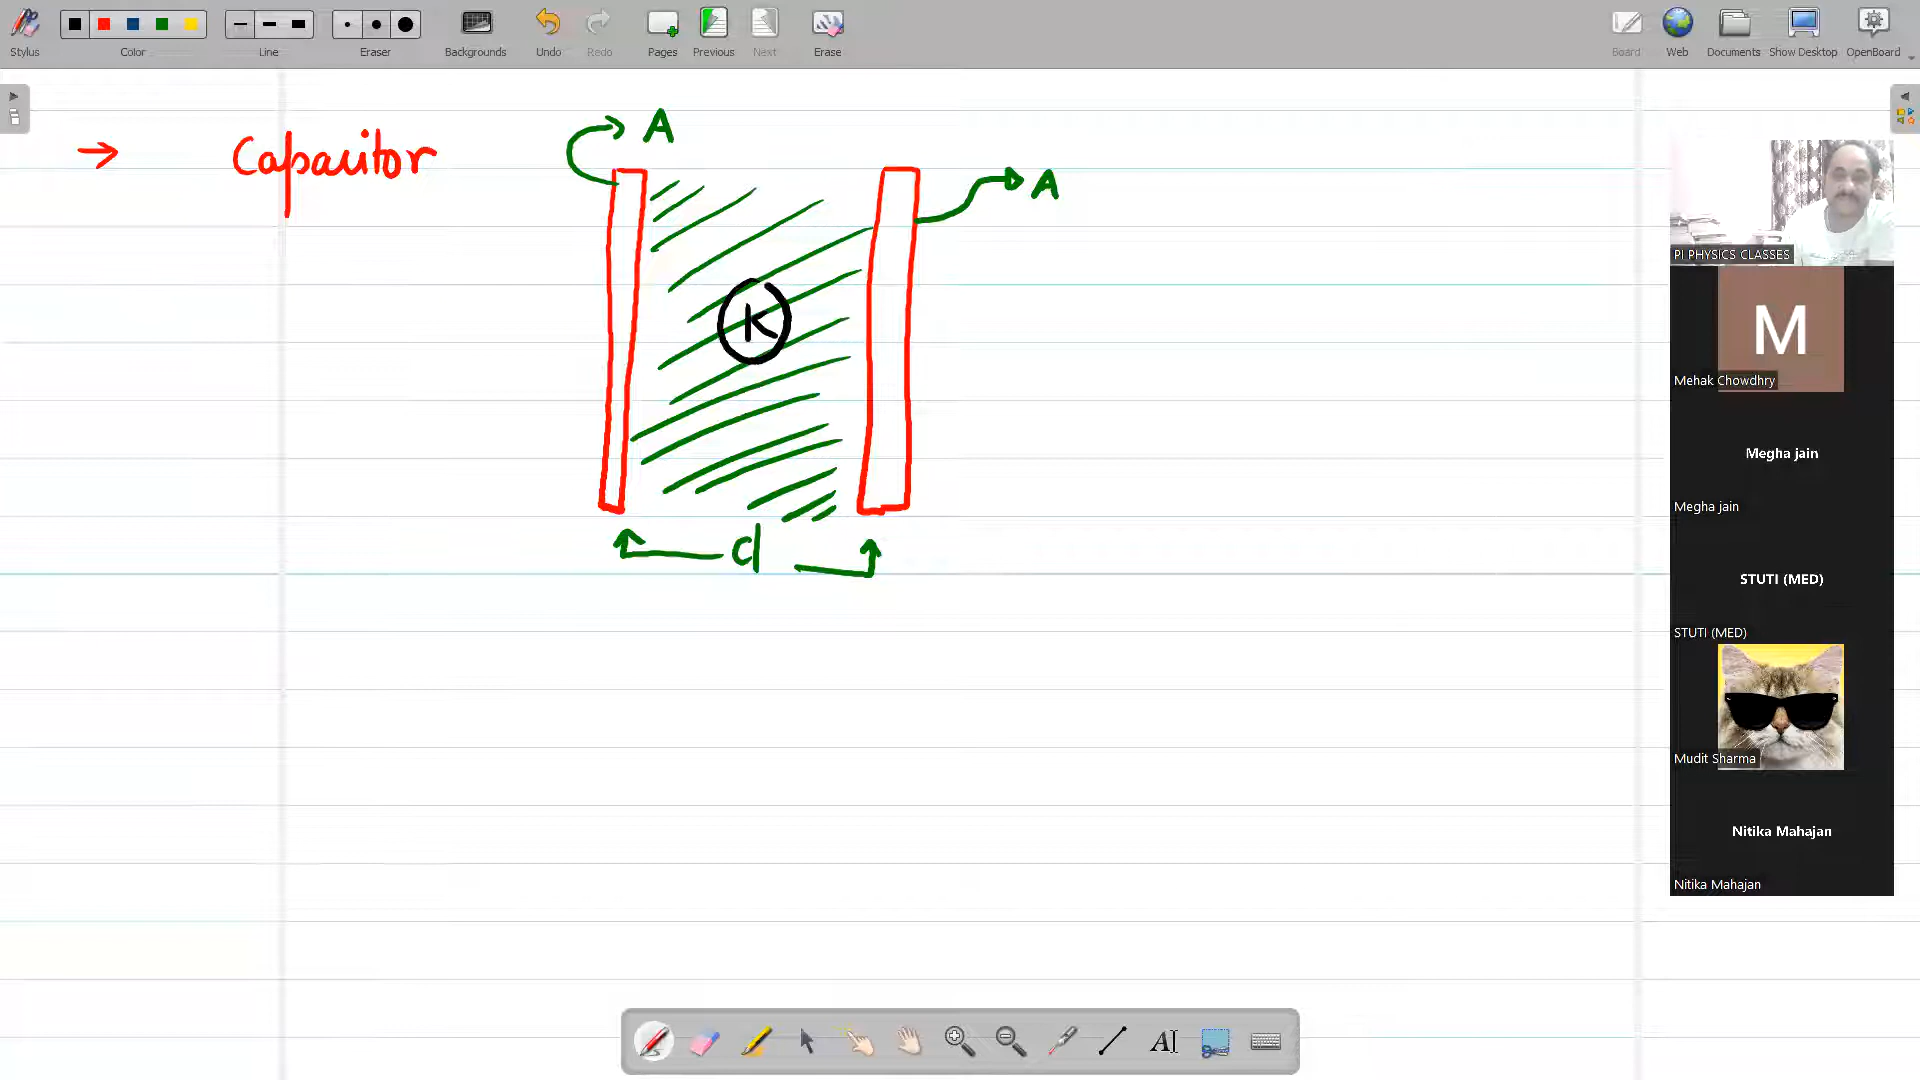 Stylus
Color
Line
Eraser
Backgrounds
Undo
Redo
Pages
Previous
Next
Erase
Board
Web
Documents
Show Desktop
OpenBoard
→ Capacitor
A
A
K
d
PI PHYSICS CLASSES
M
Mehak Chowdhry
Megha jain
Megha jain
STUTI (MED)
STUTI (MED)
Mudit Sharma
Nitika Mahajan
Nitika Mahajan
AI